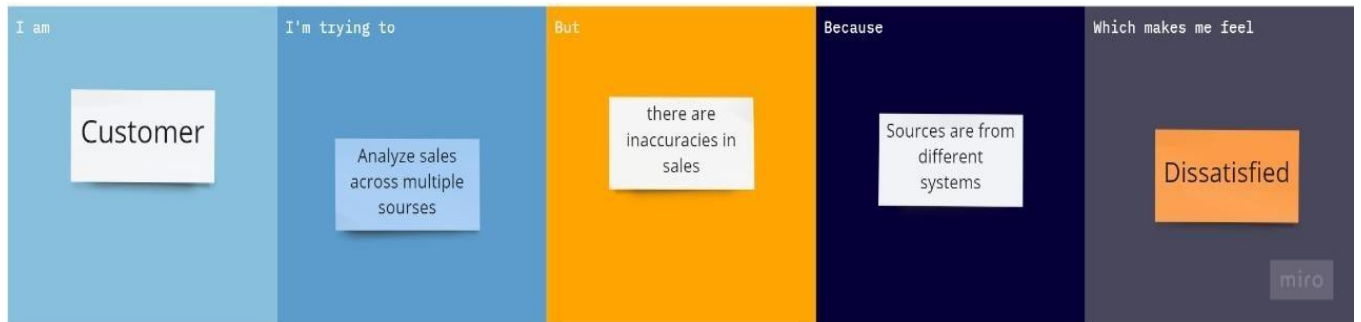 I am
Customer
I'm trying to
Analyze sales
across multiple
sourses
But
there are
inaccuracies in
sales
Because
Sources are from
different
systems
Which makes me feel
Dissatisfied
miro